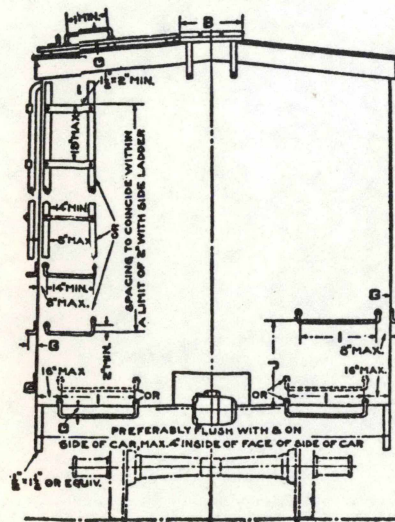 1'MIN.
B
G
1½"=2" MIN.
18"MAX
14"MIN.
OR
8"MAX
14"MIN.
8"MAX.
SPACING TO COINCIDE WITHIN
A LIMIT OF 2" WITH SIDE LADDER
2"MIN.
G
G
G
I
J
8"MAX
16"MAX
OR
OR
16"MAX.
G
PREFERABLY FLUSH WITH & ON
SIDE OF CAR, MAX. 4" INSIDE OF FACE OF SIDE OF CAR
OR EQUIV.